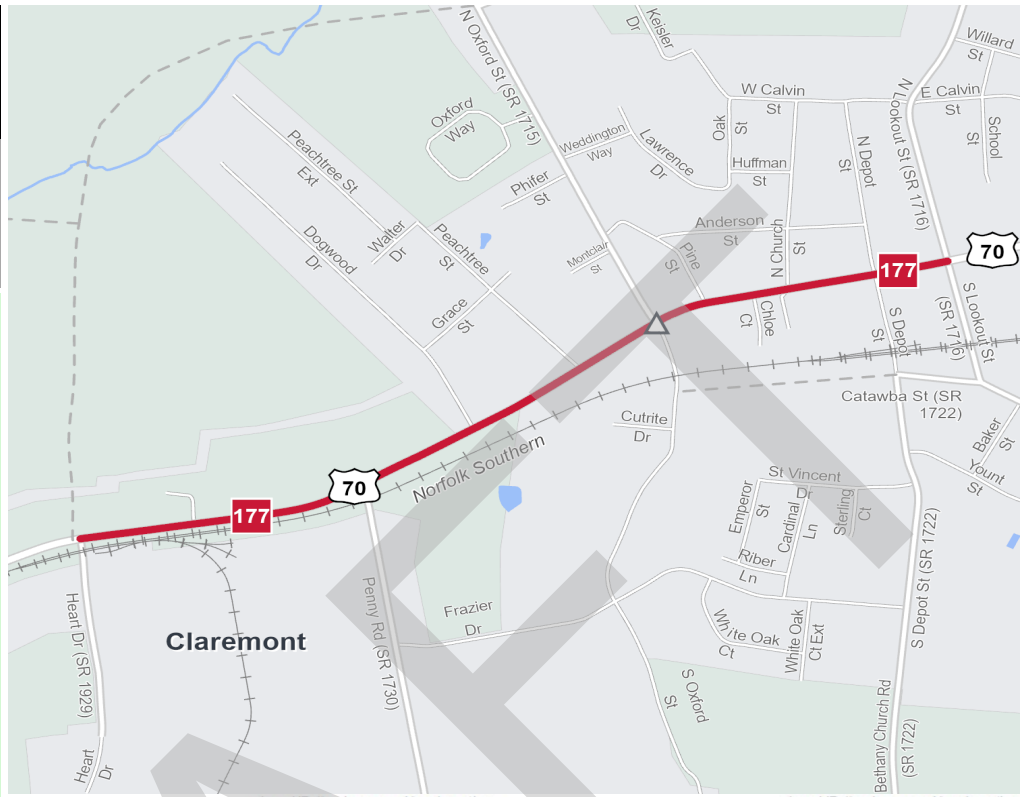 Keisler
Dr
Willard
St
N Oxford St (SR 1715)
W Calvin
St
E Calvin
St
N Lookout St (SR 1716)
School
St
Oxford
Way
Oak
St
Weddington
Way
Lawrence
Dr
Huffman
St
N Depot
St
Peachtree St
Ext
Phifer
St
Anderson
St
N Church
St
Walter
Dr
Peachtree
St
Dogwood
Dr
Montclair
St
Pine
St
70
177
Grace
St
Chloe
Ct
S Depot
St
S Lookout St
(SR 1716)
Catawba St (SR
1722)
Cutrite
Dr
Baker
St
Norfolk Southern
70
177
Yount
St
St Vincent
Dr
Emperor
St
Cardinal
Ln
Sterling
Ct
Riber
Ln
S Depot St (SR 1722)
Heart Dr (SR 1929)
Penny Rd (SR 1730)
Frazier
Dr
Claremont
White Oak
Ct
White Oak
Ct Ext
S Oxford
St
Bethany Church Rd
(SR 1722)
Heart
Dr